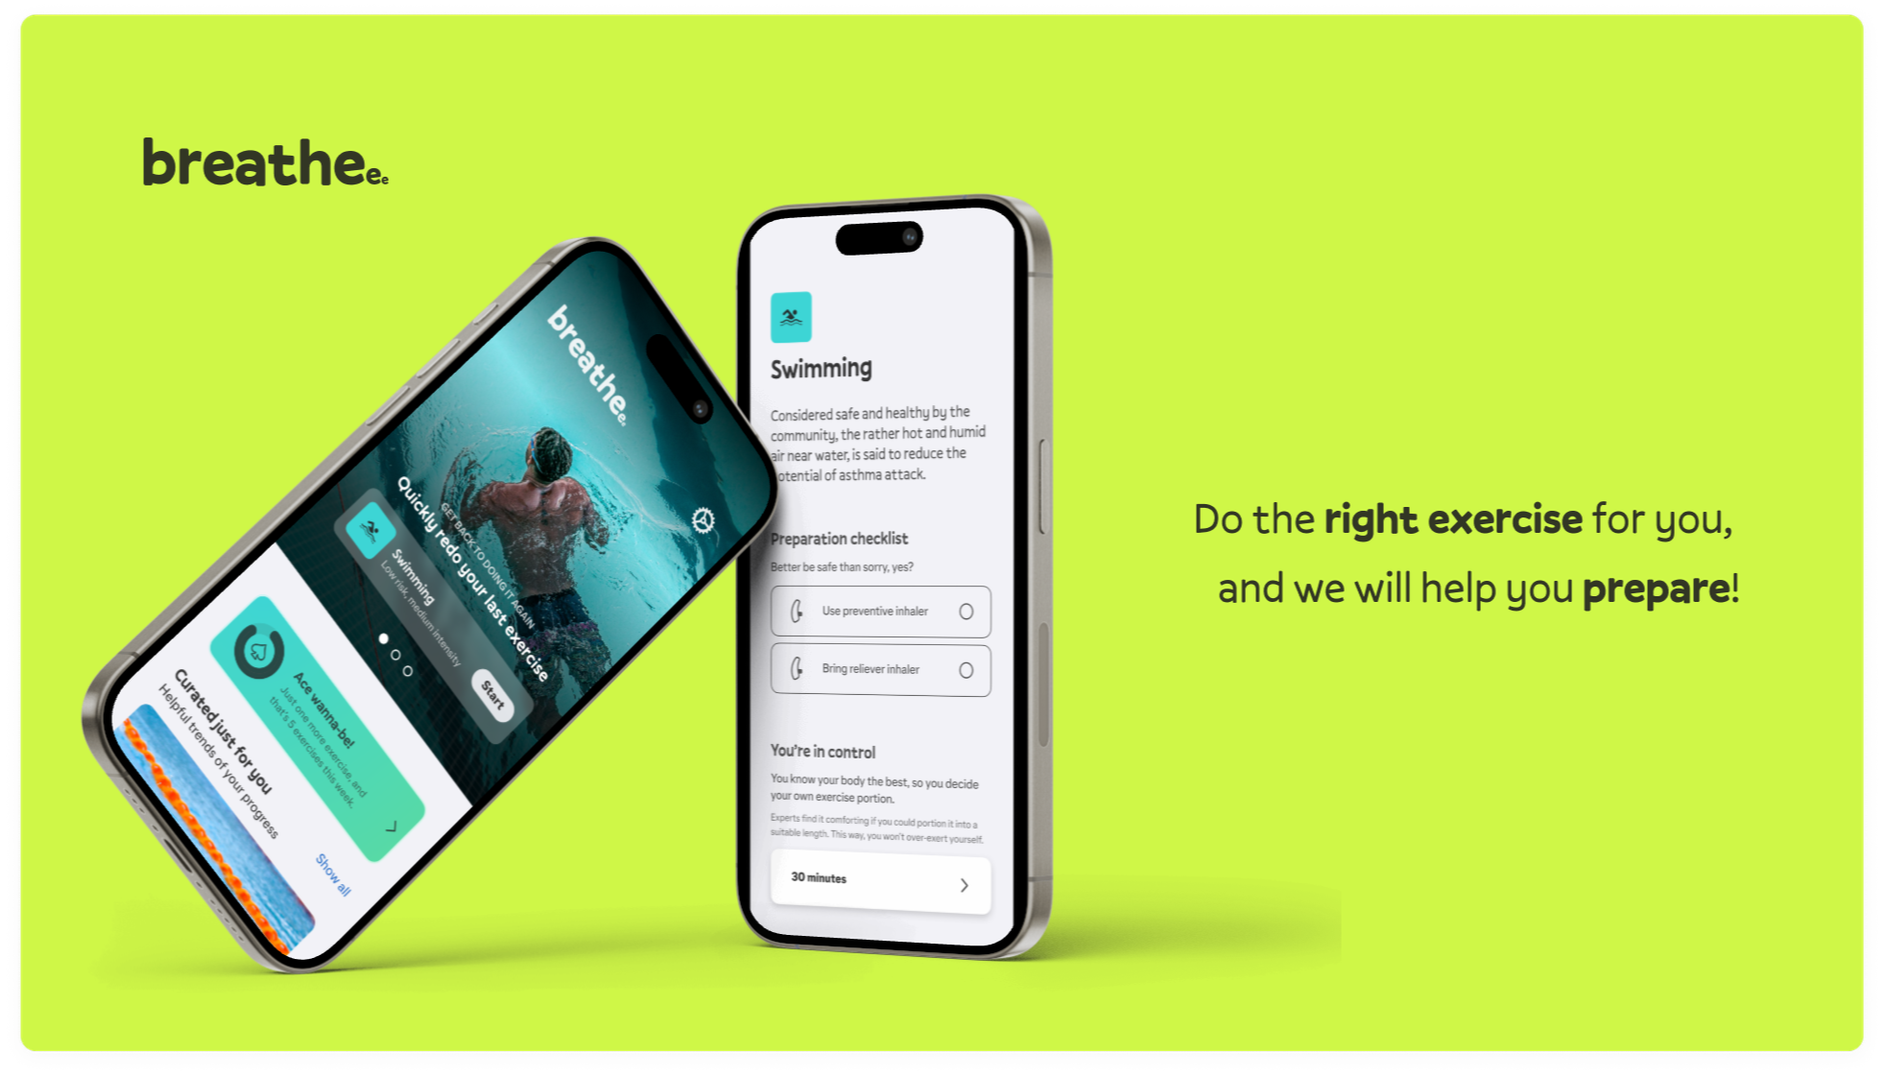 breatheee
breathee.
GET BACK TO DOING IT AGAIN
Quickly redo your last exercise
Swimming
Low risk, medium intensity
Start
Ace wanna-be!
Just one more exercise, and
that's 5 exercises this week.
Curated just for you
Helpful trends of your progress
Show all
Swimming
Considered safe and healthy by the
community, the rather hot and humid
air near water, is said to reduce the
otential of asthma attack.
Preparation checklist
Better be safe than sorry, yes?
Use preventive inhaler
Bring reliever inhaler
You're in control
You know your body the best, so you decide
your own exercise portion.
Experts find it comforting if you could portion it into a
suitable length. This way, you won't over-exert yourself.
30 minutes
Do the right exercise for you,
and we will help you prepare!